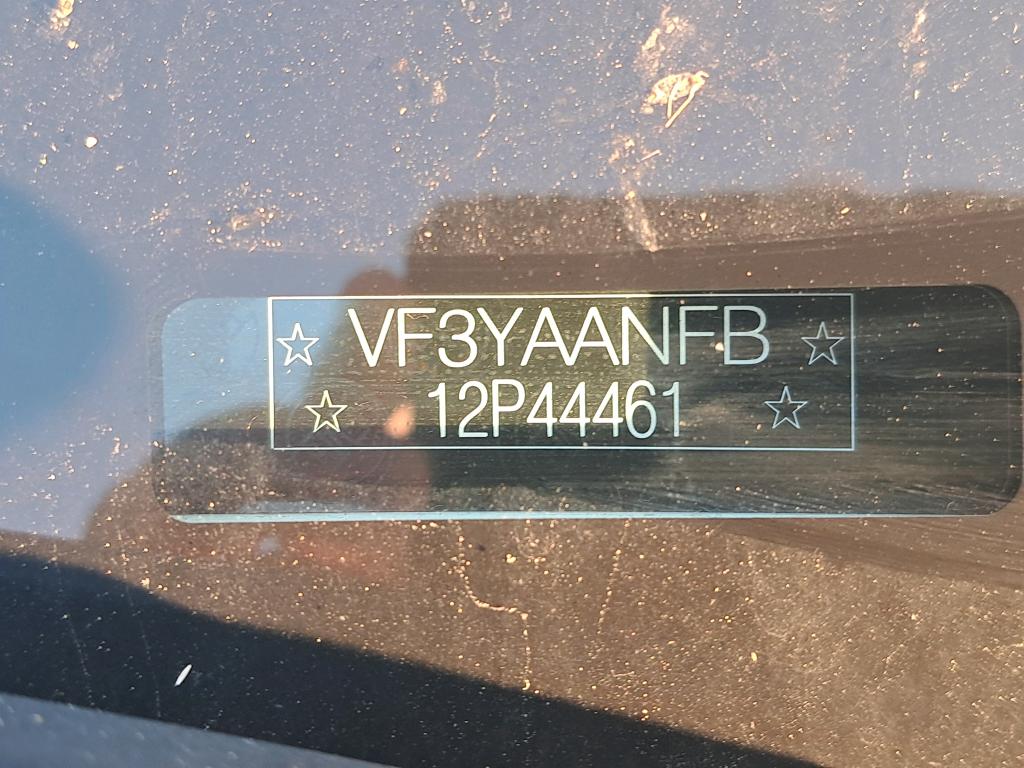 ☆ VF3YAANFB ☆
☆ 12P44461 ☆